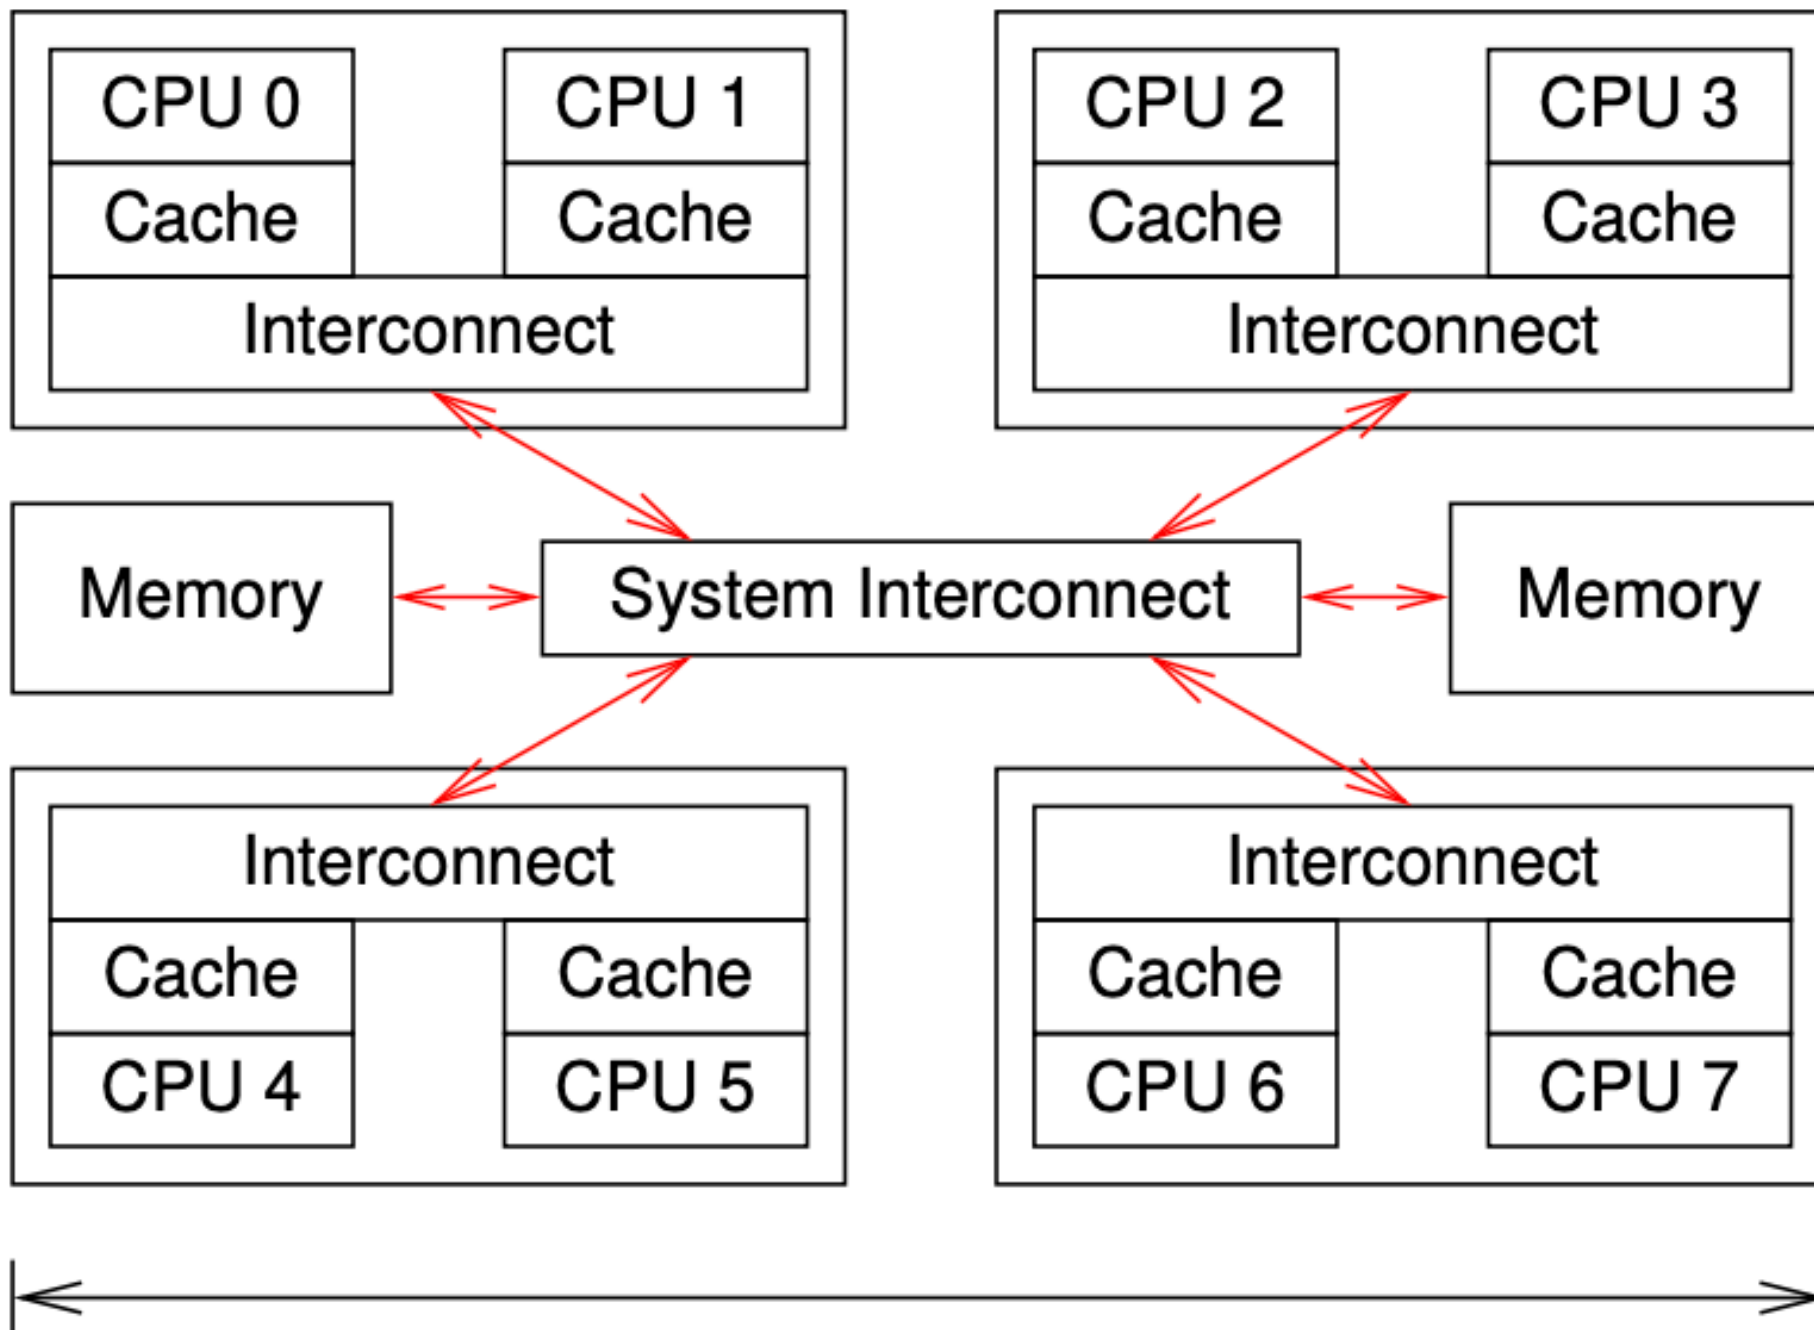 CPU 0 CPU 1 CPU 2 CPU 3
Cache Cache Cache Cache
Interconnect Interconnect
Memory System Interconnect Memory
Interconnect Interconnect
Cache Cache Cache Cache
CPU 4 CPU 5 CPU 6 CPU 7